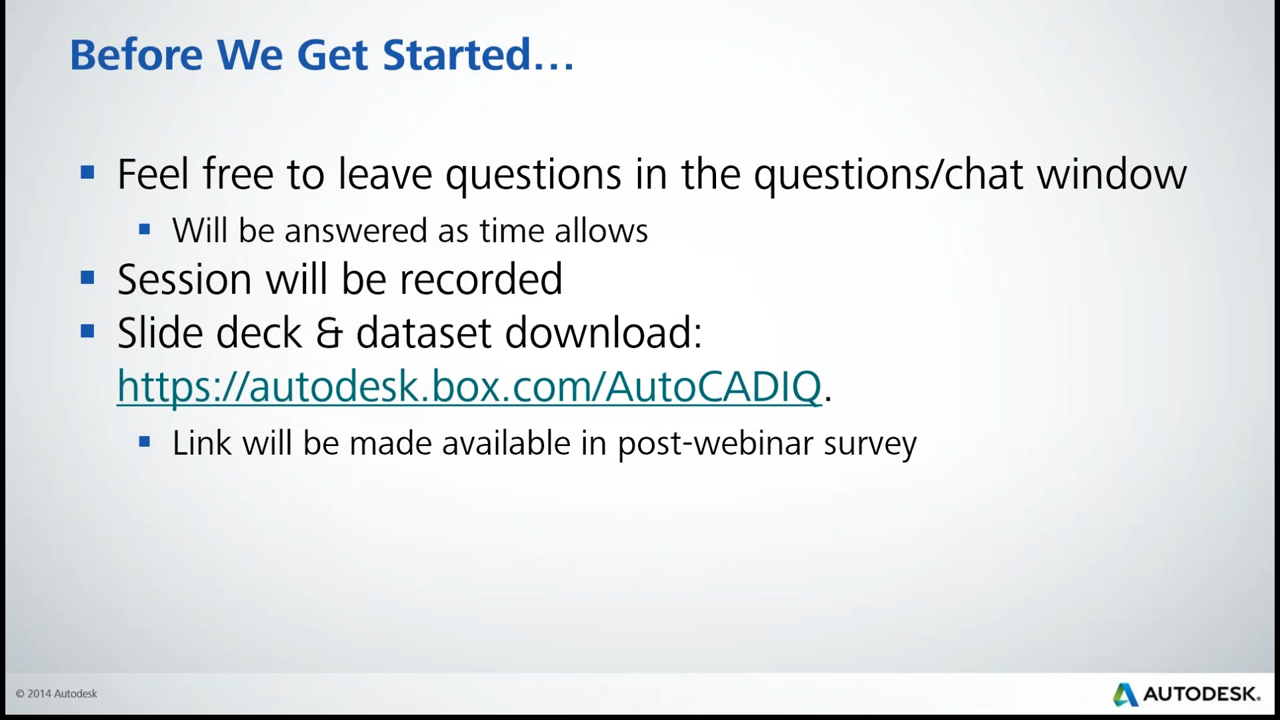 Before We Get Started…
Feel free to leave questions in the questions/chat window
Will be answered as time allows
Session will be recorded
Slide deck & dataset download:
https://autodesk.box.com/AutoCADIQ.
Link will be made available in post-webinar survey
© 2014 Autodesk
AUTODESK.